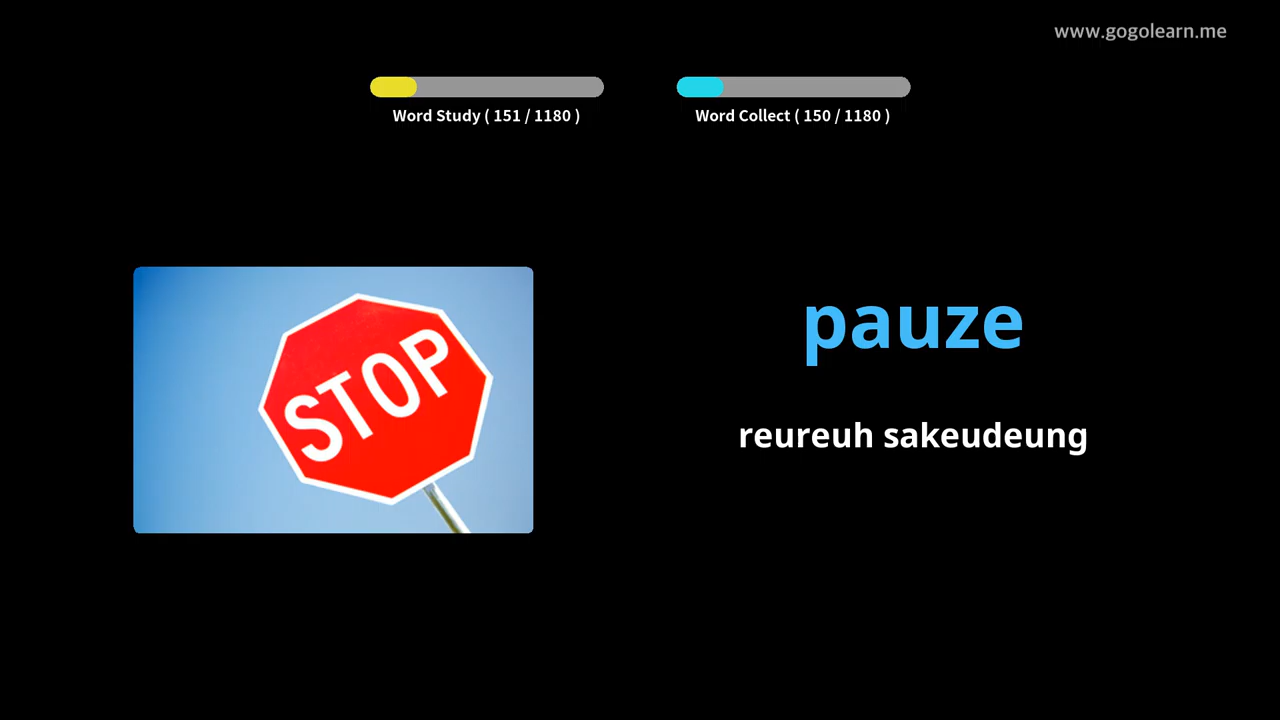 www.gogolearn.me
Word Study ( 151 / 1180 )
Word Collect ( 150 / 1180 )
STOP
pauze
reureuh sakeudeung